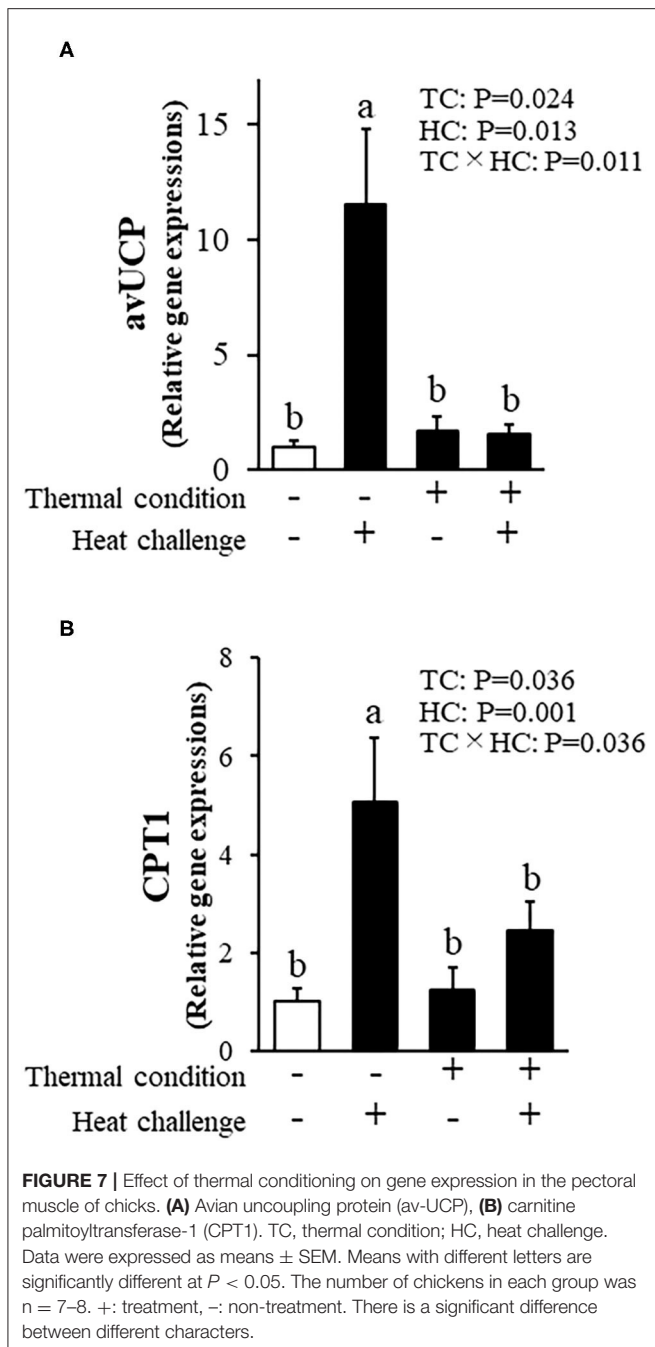 A
avUCP
(Relative gene expressions)
15
10
5
0
a
b
b
b
TC: P=0.024
HC: P=0.013
TC × HC: P=0.011
Thermal condition - - + +
Heat challenge - + - +
B
CPT1
(Relative gene expressions)
8
6
4
2
0
a
b
b
b
TC: P=0.036
HC: P=0.001
TC × HC: P=0.036
Thermal condition - - + +
Heat challenge - + - +
FIGURE 7 | Effect of thermal conditioning on gene expression in the pectoral
muscle of chicks. (A) Avian uncoupling protein (av-UCP), (B) carnitine
palmitoyltransferase-1 (CPT1). TC, thermal condition; HC, heat challenge.
Data were expressed as means ± SEM. Means with different letters are
significantly different at P < 0.05. The number of chickens in each group was
n = 7–8. +: treatment, –: non-treatment. There is a significant difference
between different characters.